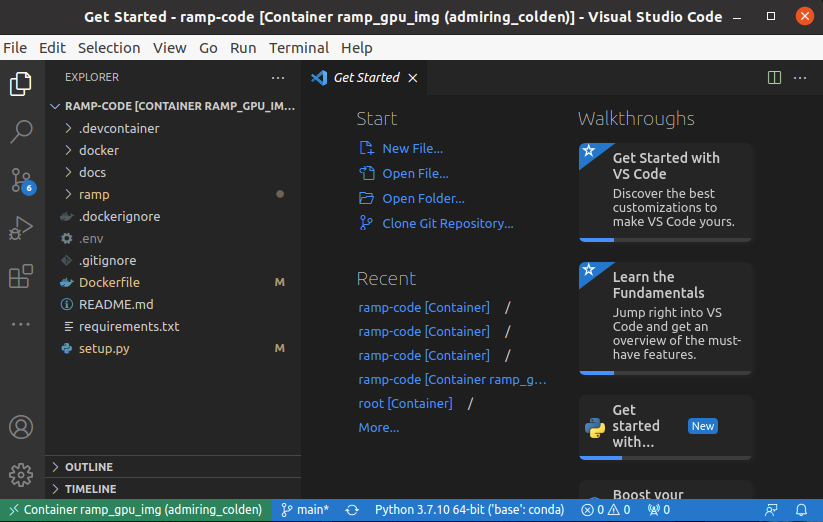 Get Started - ramp-code [Container ramp_gpu_img (admiring_colden)] - Visual Studio Code
File Edit Selection View Go Run Terminal Help
EXPLORER
RAMP-CODE [CONTAINER RAMP_GPU_IM...
.devcontainer
docker
docs
ramp
.dockerignore
.env
.gitignore
Dockerfile M
README.md
requirements.txt
setup.py M
OUTLINE
TIMELINE
6
Get Started
Start
New File...
Open File...
Open Folder...
Clone Git Repository...
Recent
ramp-code [Container] /
ramp-code [Container] /
ramp-code [Container] /
ramp-code [Container ramp_g...
root [Container] /
More...
Walkthroughs
Get Started with
VS Code
Discover the best
customizations to
make VS Code yours.
Learn the
Fundamentals
Jump right into VS
Code and get an
overview of the must-
have features.
Get
started
with...
New
Boost your
Container ramp_gpu_img (admiring_colden) main* Python 3.7.10 64-bit ('base': conda) 0 0 0